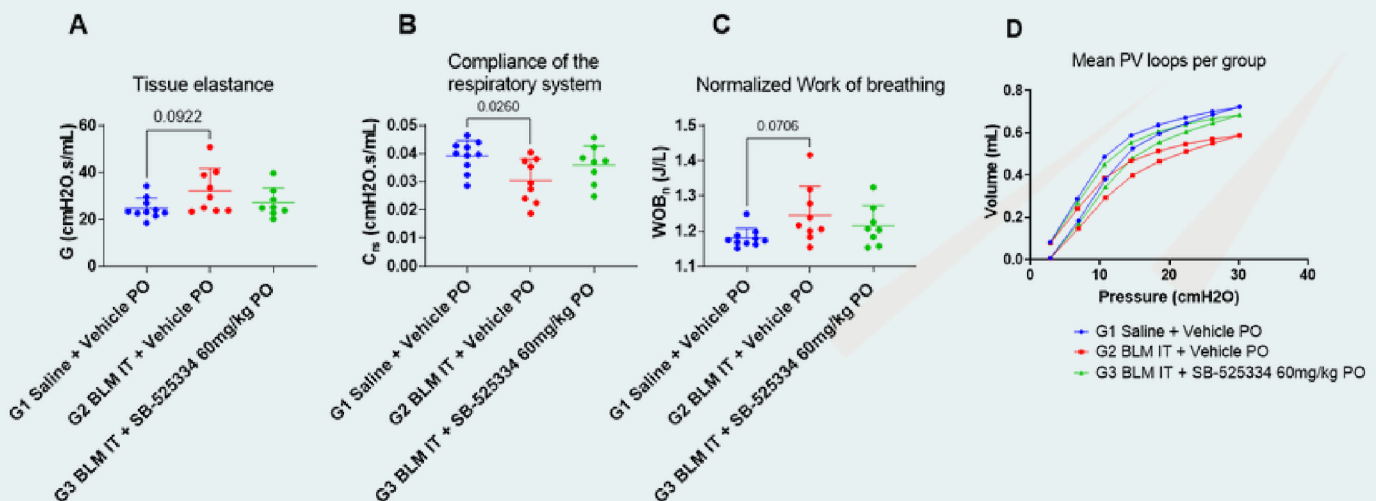 A
Tissue elastance
0.0922
G (cmH2O.s/mL)
60
40
20
0
G1 Saline + Vehicle PO
G2 BLM IT + Vehicle PO
G3 BLM IT + SB-525334 60mg/kg PO
B
Compliance of the
respiratory system
0.0260
Crs (cmH2O.s/mL)
0.05
0.04
0.03
0.02
0.01
0.00
G1 Saline + Vehicle PO
G2 BLM IT + Vehicle PO
G3 BLM IT + SB-525334 60mg/kg PO
C
Normalized Work of breathing
0.0706
WOBn (J/L)
1.5
1.4
1.3
1.2
1.1
G1 Saline + Vehicle PO
G2 BLM IT + Vehicle PO
G3 BLM IT + SB-525334 60mg/kg PO
D
Mean PV loops per group
Volume (mL)
0.8
0.6
0.4
0.2
0.0
0
10
20
30
40
Pressure (cmH2O)
G1 Saline + Vehicle PO
G2 BLM IT + Vehicle PO
G3 BLM IT + SB-525334 60mg/kg PO